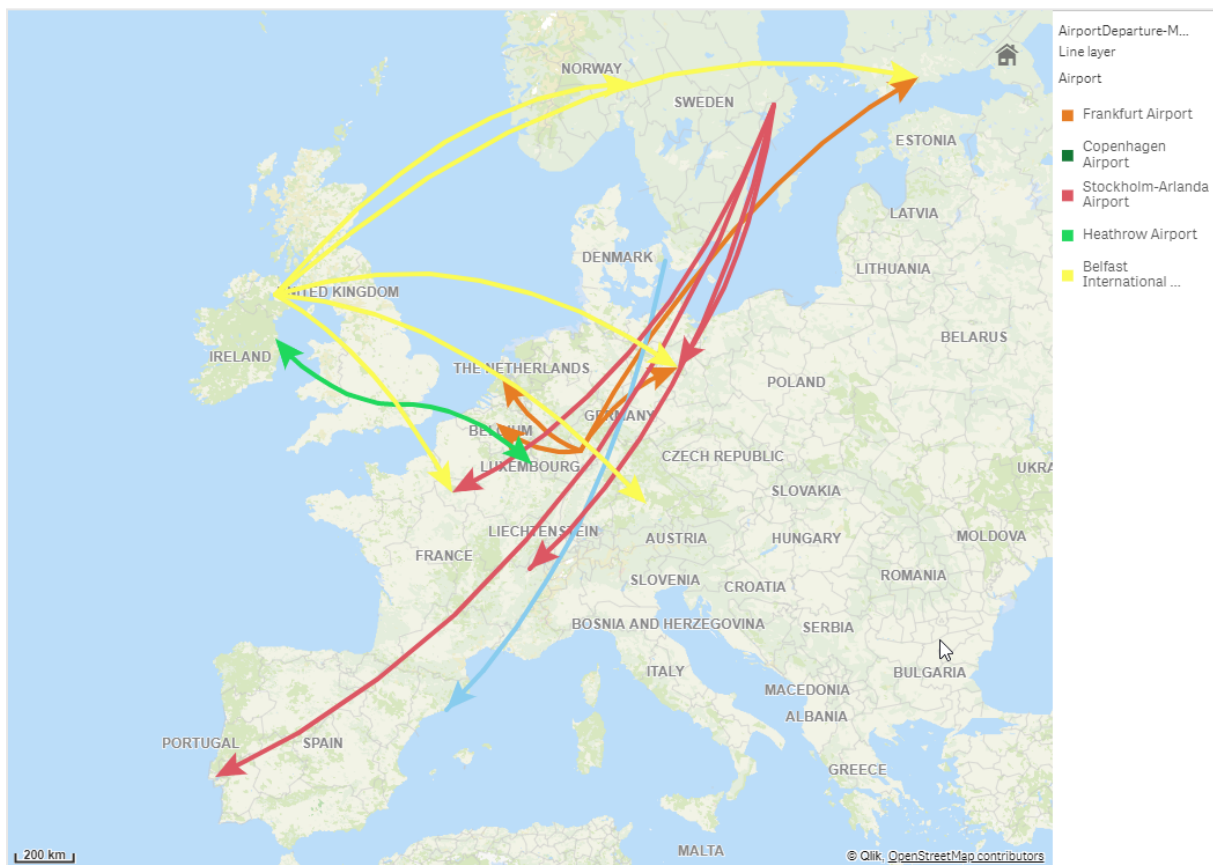 AirportDeparture-M...
Line layer
Airport
Frankfurt Airport
Copenhagen
Airport
Stockholm-Arlanda
Airport
Heathrow Airport
Belfast
International ...
NORWAY
SWEDEN
ESTONIA
LATVIA
DENMARK
LITHUANIA
UNITED KINGDOM
BELARUS
IRELAND
THE NETHERLANDS
POLAND
GERMANY
BELGIUM
CZECH REPUBLIC
LUXEMBOURG
UKRA
SLOVAKIA
LIECHTENSTEIN
AUSTRIA
HUNGARY
MOLDOVA
FRANCE
SLOVENIA
ROMANIA
CROATIA
BOSNIA AND HERZEGOVINA
SERBIA
ITALY
BULGARIA
MACEDONIA
ALBANIA
PORTUGAL
SPAIN
GREECE
MALTA
200 km
© Qlik, OpenStreetMap contributors